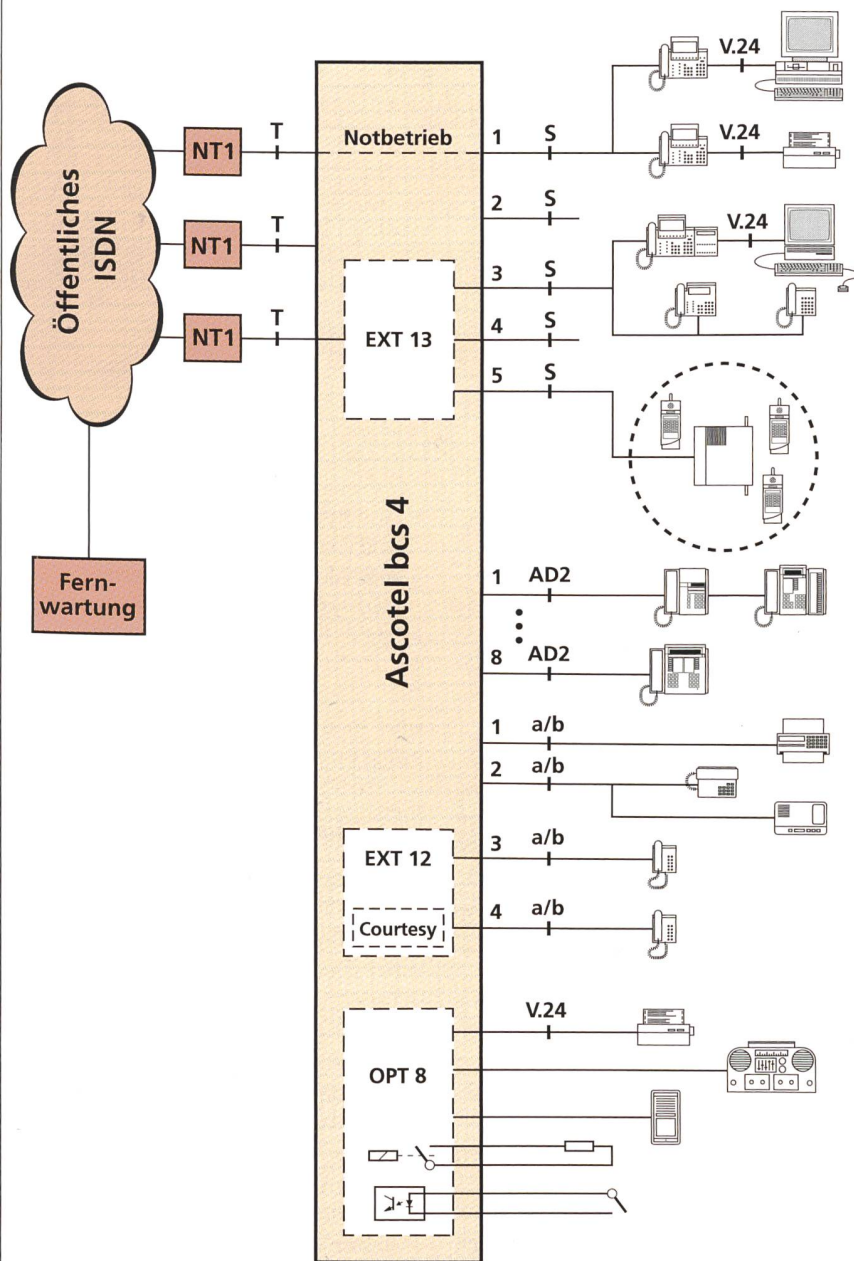 V.24
NT1
T
Notbetrieb
1
S
V.24
2
S
Öffentliches
ISDN
NT1
T
V.24
3
S
NT1
T
EXT 13
4
S
5
S
Ascotel bcs 4
Fern-
wartung
1
AD2
8
AD2
1
a/b
2
a/b
EXT 12
3
a/b
Courtesy
4
a/b
V.24
OPT 8